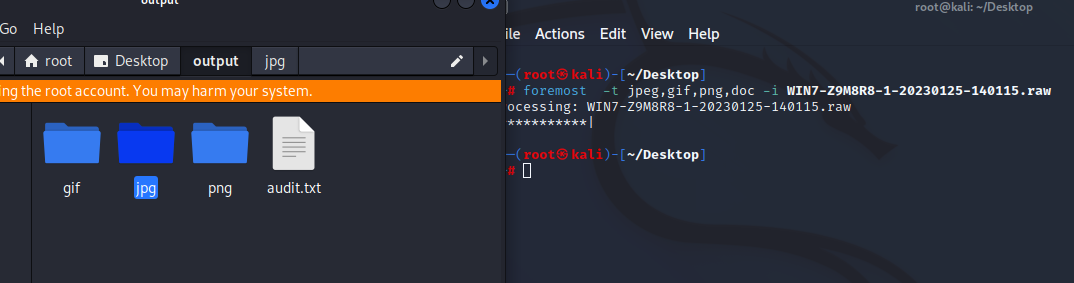 output
Go Help
root Desktop output jpg
ing the root account. You may harm your system.
gif jpg png audit.txt
root@kali: ~/Desktop
ile Actions Edit View Help
(root㉿kali)-[~/Desktop]
# foremost -t jpeg,gif,png,doc -i WIN7-Z9M8R8-1-20230125-140115.raw
ocessing: WIN7-Z9M8R8-1-20230125-140115.raw
**********|
(root㉿kali)-[~/Desktop]
#